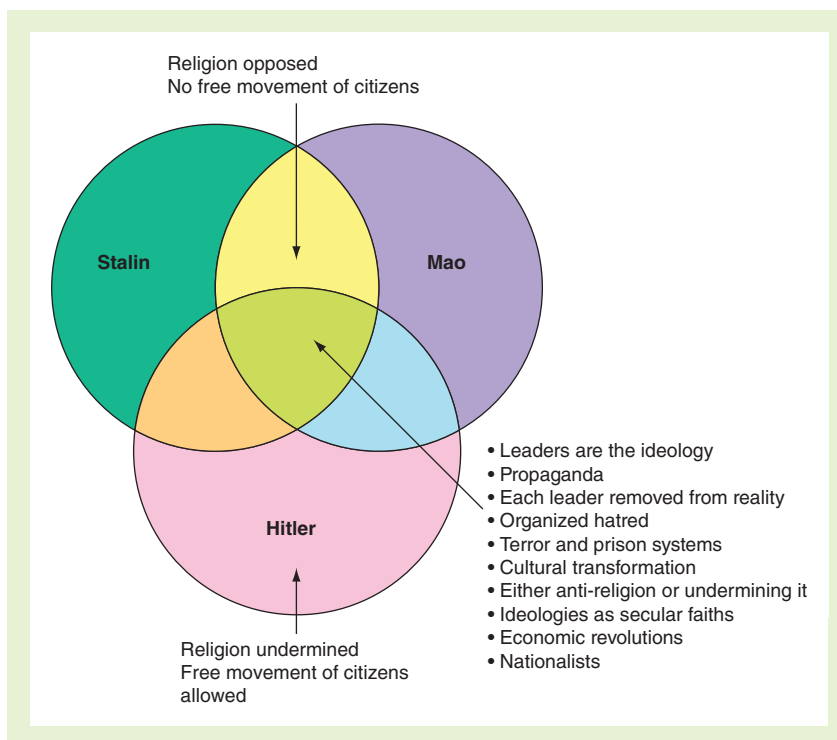 Religion opposed
No free movement of citizens
Stalin
Mao
Hitler
• Leaders are the ideology
• Propaganda
• Each leader removed from reality
• Organized hatred
• Terror and prison systems
• Cultural transformation
• Either anti-religion or undermining it
• Ideologies as secular faiths
• Economic revolutions
• Nationalists
Religion undermined
Free movement of citizens
allowed